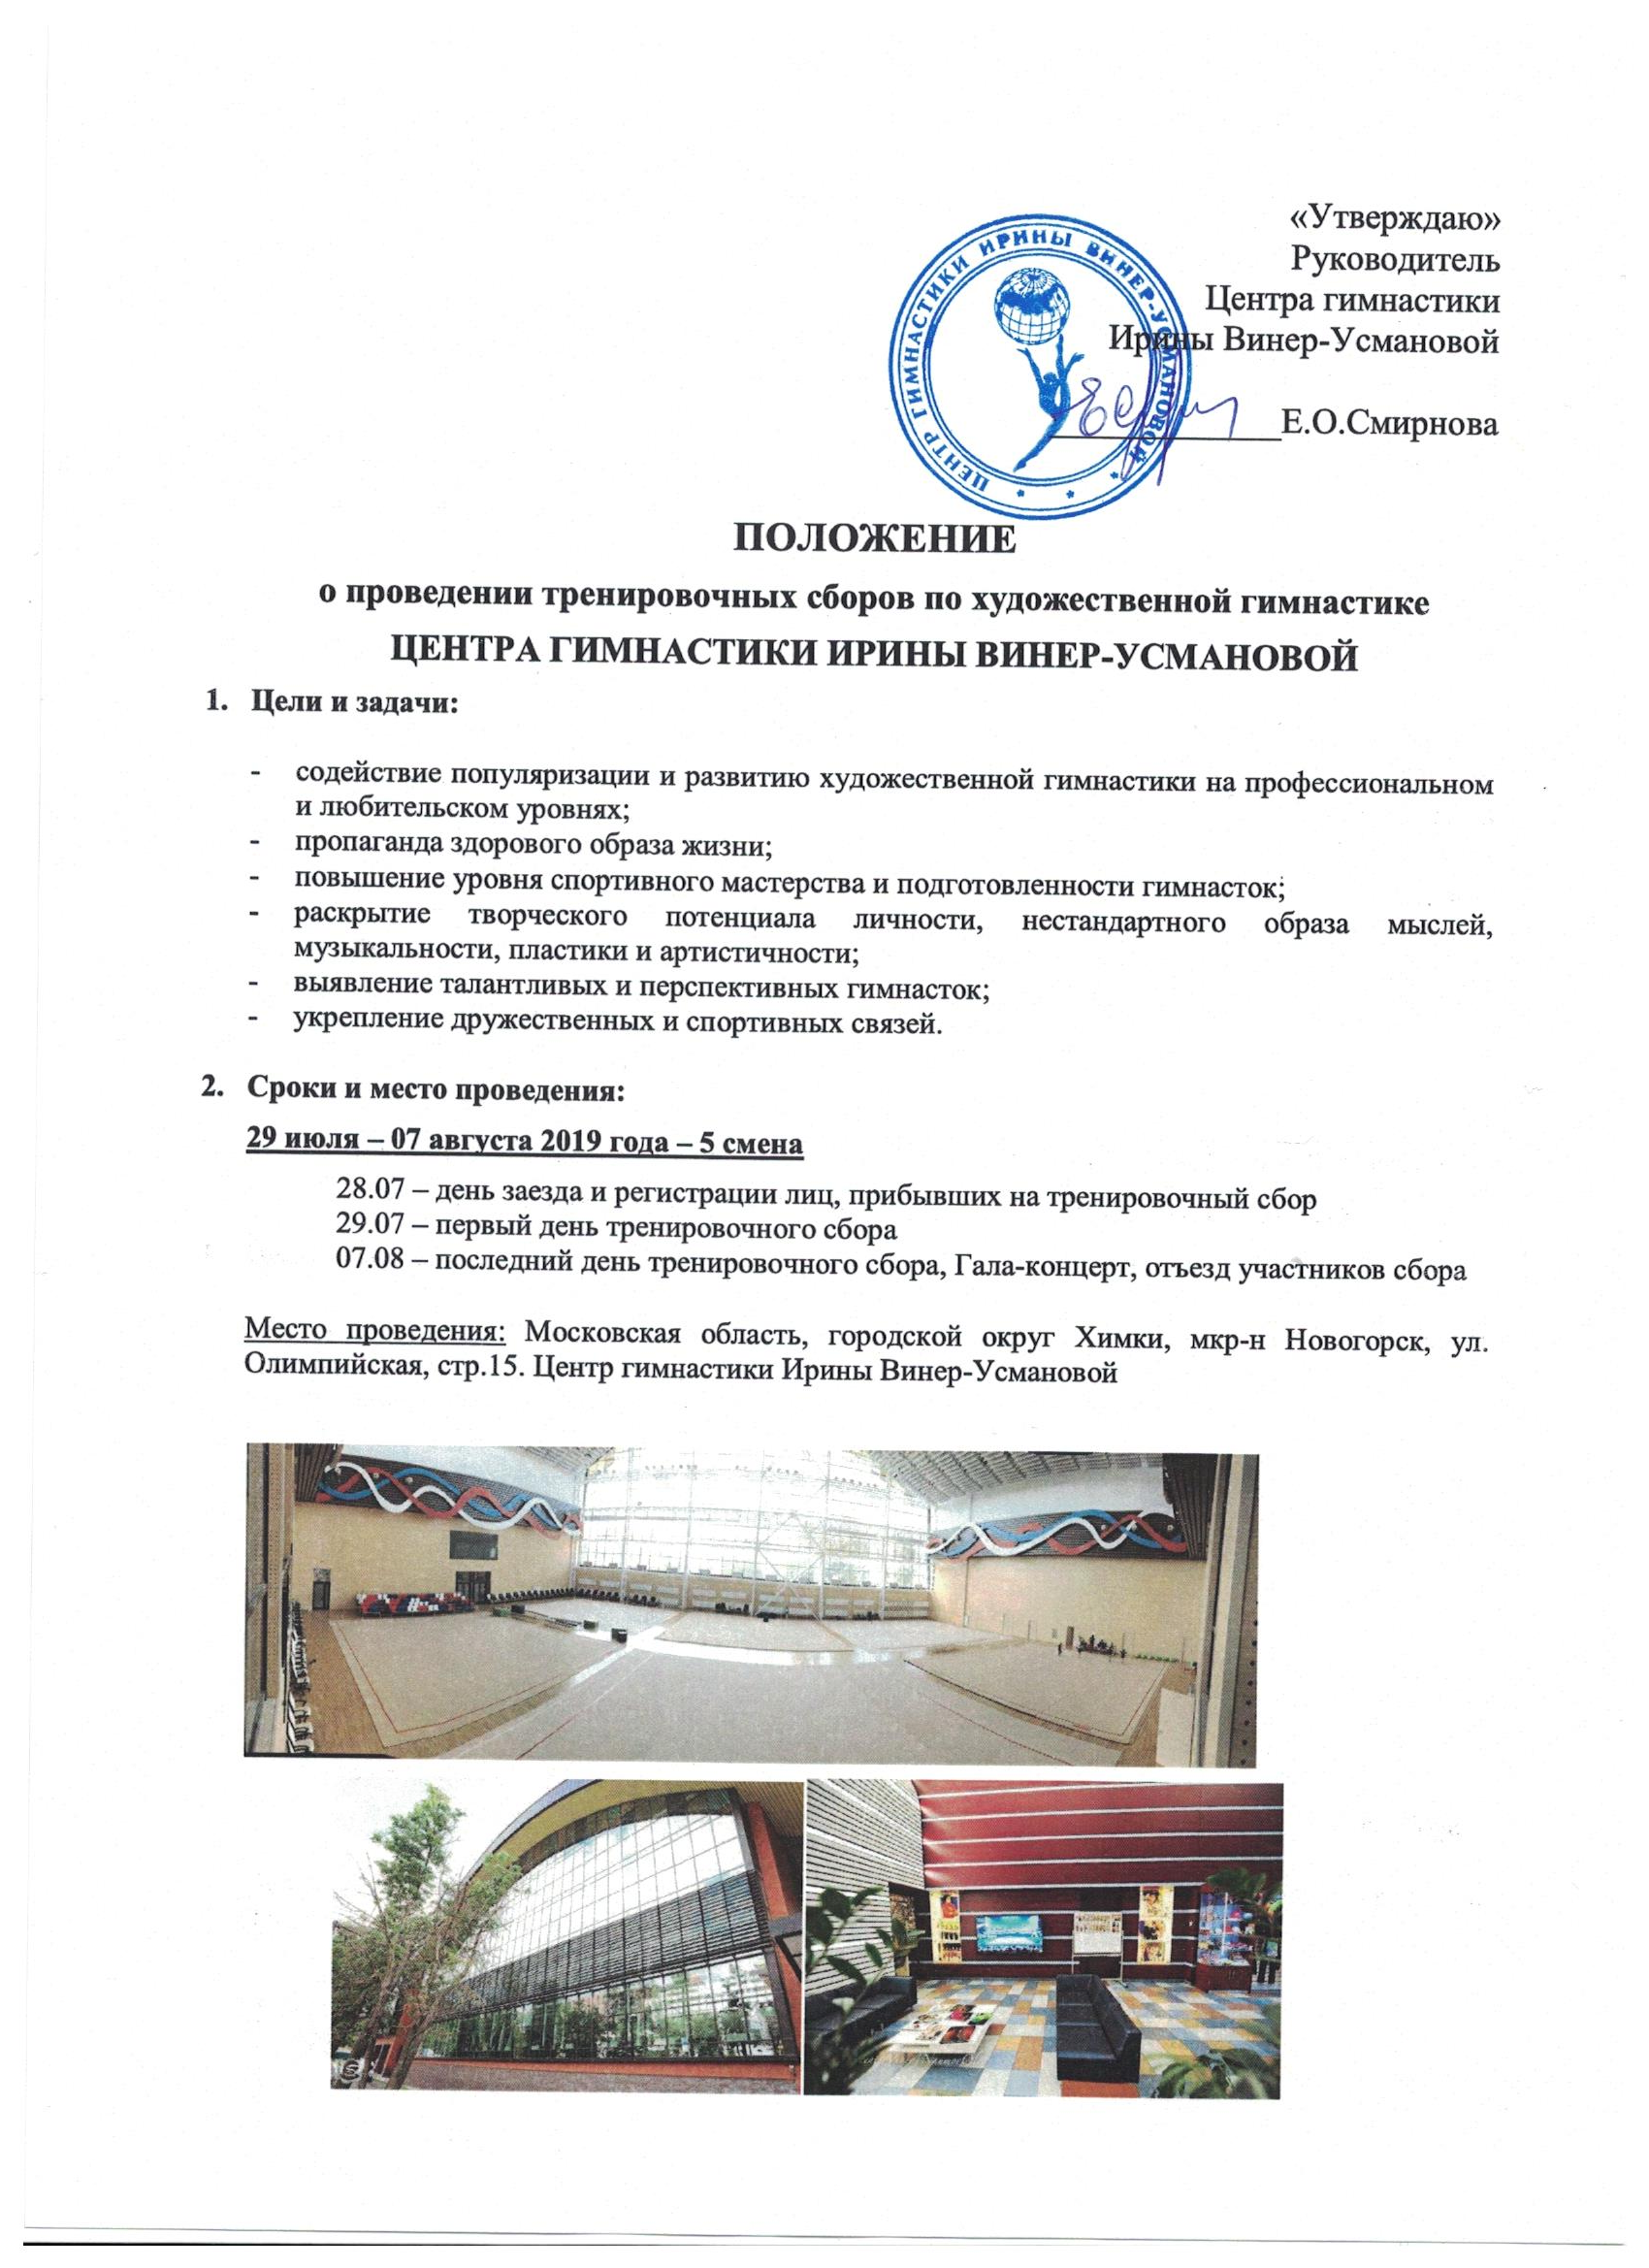 «Утверждаю»
Руководитель
Центра гимнастики
Ирины Винер-Усмановой
ЦЕНТР ГИМНАСТИКИ ИРИНЫ ВИНЕР-УСМАНОВОЙ
Е.О.Смирнова
ПОЛОЖЕНИЕ
о проведении тренировочных сборов по художественной гимнастике
ЦЕНТРА ГИМНАСТИКИ ИРИНЫ ВИНЕР-УСМАНОВОЙ
1. Цели и задачи:
- содействие популяризации и развитию художественной гимнастики на профессиональном
и любительском уровнях;
- пропаганда здорового образа жизни;
- повышение уровня спортивного мастерства и подготовленности гимнасток;
- раскрытие творческого потенциала личности, нестандартного образа мыслей,
музыкальности, пластики и артистичности;
- выявление талантливых и перспективных гимнасток;
- укрепление дружественных и спортивных связей.
2. Сроки и место проведения:
29 июля – 07 августа 2019 года – 5 смена
28.07 – день заезда и регистрации лиц, прибывших на тренировочный сбор
29.07 – первый день тренировочного сбора
07.08 – последний день тренировочного сбора, Гала-концерт, отъезд участников сбора
Место проведения: Московская область, городской округ Химки, мкр-н Новогорск, ул.
Олимпийская, стр.15. Центр гимнастики Ирины Винер-Усмановой